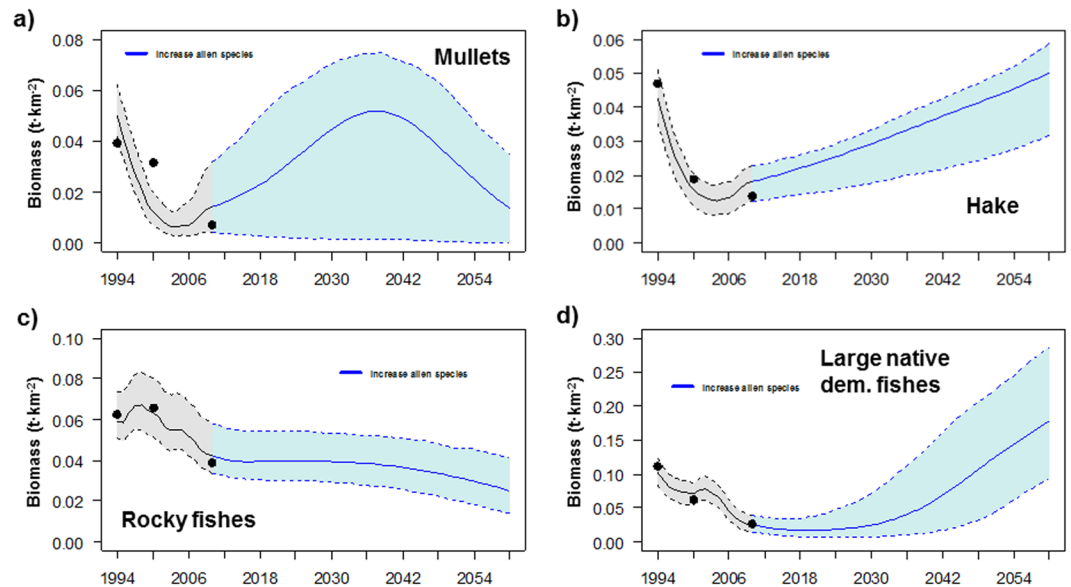 a)
Biomass (t·km-2)
0.08
0.06
0.04
0.02
0.00
Increase alien species
Mullets
1994 2006 2018 2030 2042 2054
b)
Biomass (t·km-2)
0.06
0.05
0.04
0.03
0.02
0.01
0.00
Increase alien species
Hake
1994 2006 2018 2030 2042 2054
c)
Biomass (t·km-2)
0.10
0.08
0.06
0.04
0.02
0.00
Increase alien species
Rocky fishes
1994 2006 2018 2030 2042 2054
d)
Biomass (t·km-2)
0.30
0.25
0.20
0.15
0.10
0.05
0.00
Large native
dem. fishes
Increase alien species
1994 2006 2018 2030 2042 2054